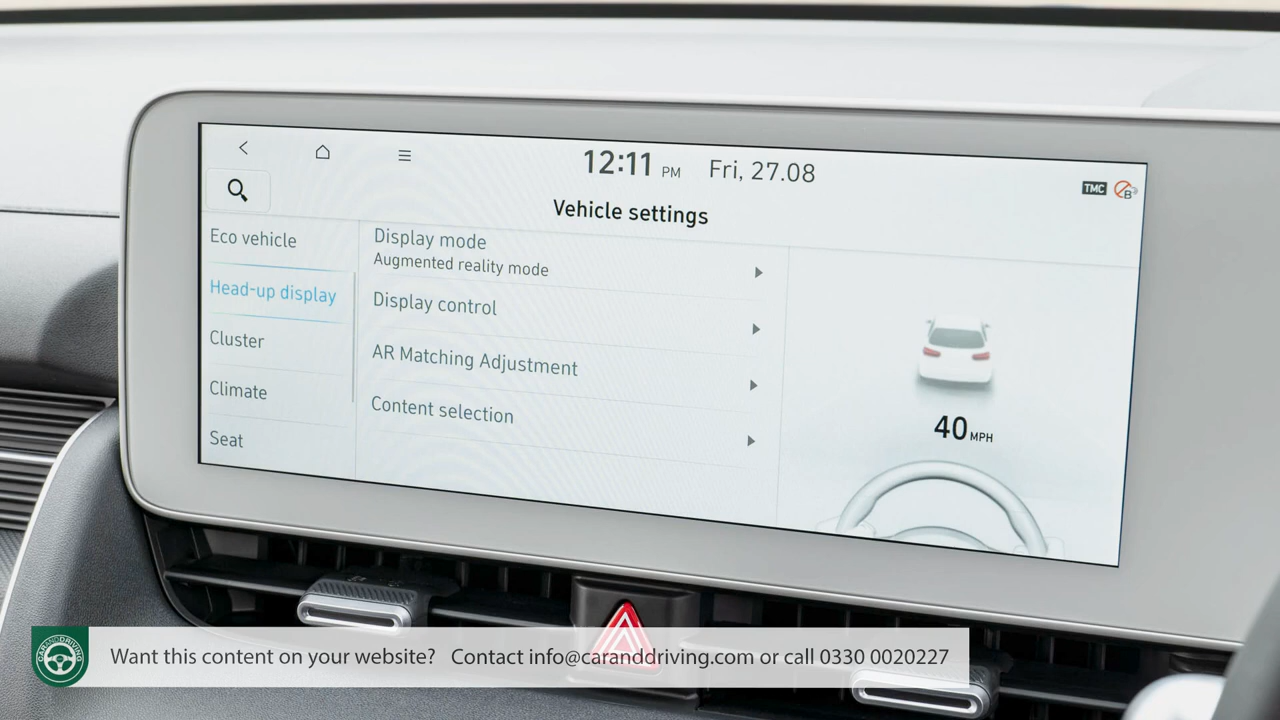 12:11 PM Fri, 27.08
TMC
B
Vehicle settings
Eco vehicle
Head-up display
Cluster
Climate
Seat
Display mode
Augmented reality mode
Display control
AR Matching Adjustment
Content selection
40 MPH
CARANDDRIVING
Want this content on your website? Contact info@caranddriving.com or call 0330 0020227